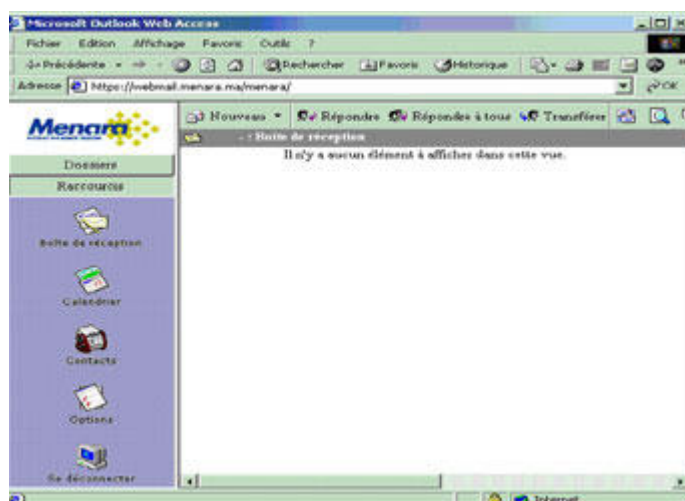 Microsoft Outlook Web Access
Fichier Edition Affichage Favoris Outils ?
Précédente Rechercher Favoris Historique
Adresse https://webmail.menara.ma/menara/ OK
Menara
Nouveau Répondre Répondre à tous Transférer
- : Boîte de réception
Il n'y a aucun élément à afficher dans cette vue.
Dossiers
Raccourcis
Boîte de réception
Calendrier
Contacts
Options
Se déconnecter
Internet